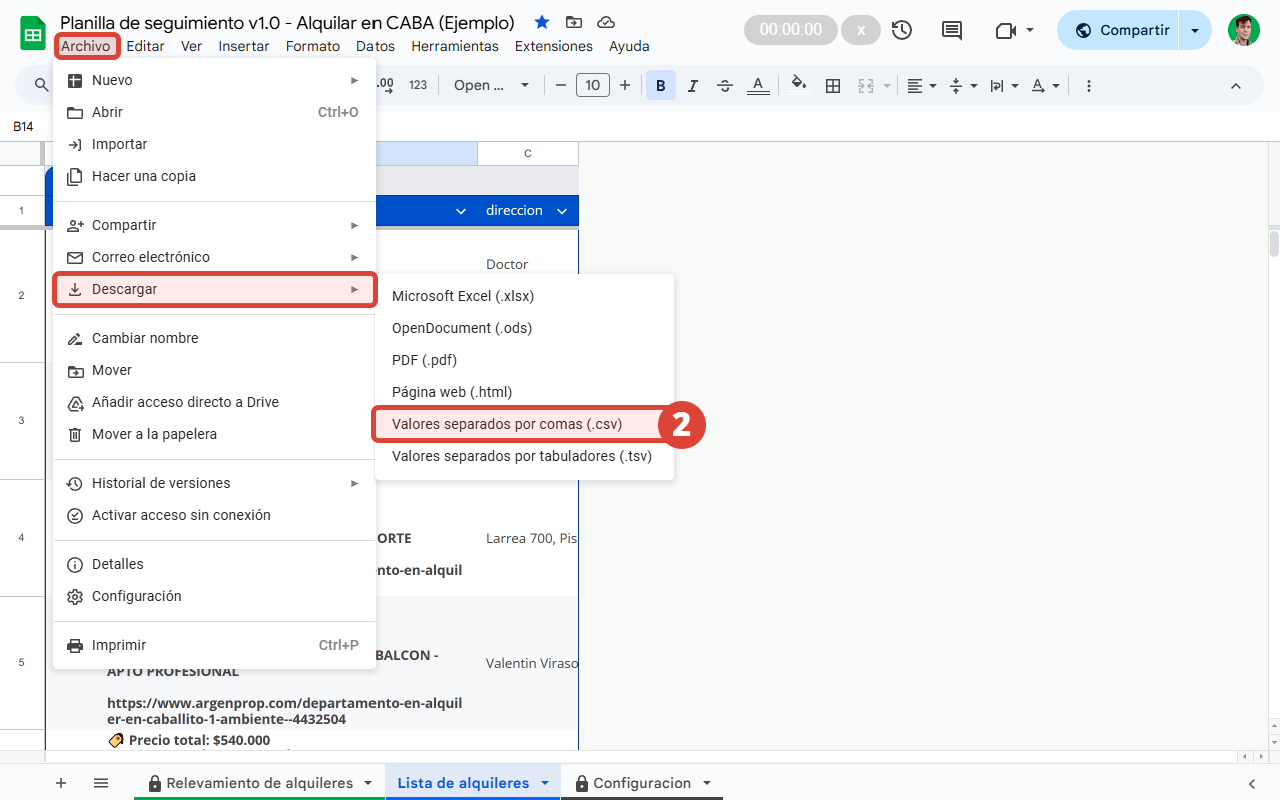 Planilla de seguimiento v1.0 - Alquilar en CABA (Ejemplo)
Archivo Editar Ver Insertar Formato Datos Herramientas Extensiones Ayuda
00:00:00 x
Compartir
.00 123 Open ... 10 B I S A A
B14
Nuevo
Abrir Ctrl+O
Importar
Hacer una copia
Compartir
Correo electrónico
Descargar
Cambiar nombre
Mover
Añadir acceso directo a Drive
Mover a la papelera
Historial de versiones
Activar acceso sin conexión
Detalles
Configuración
Imprimir Ctrl+P
Microsoft Excel (.xlsx)
OpenDocument (.ods)
PDF (.pdf)
Página web (.html)
Valores separados por comas (.csv)
2
Valores separados por tabuladores (.tsv)
C
1 direccion
Doctor
2
3
4 ORTE Larrea 700, Pis
nto-en-alquil
BALCON -
5 Valentin Viraso
APTO PROFESIONAL
https://www.argenprop.com/departamento-en-alquil
er-en-caballito-1-ambiente--4432504
Precio total: $540.000
Relevamiento de alquileres Lista de alquileres Configuracion